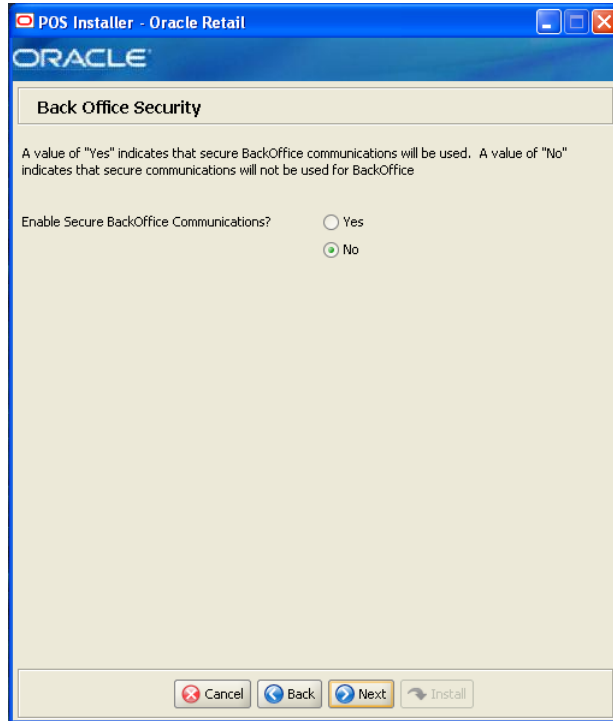 POS Installer - Oracle Retail
ORACLE
Back Office Security
A value of "Yes" indicates that secure BackOffice communications will be used.  A value of "No"
indicates that secure communications will not be used for BackOffice
Enable Secure BackOffice Communications?
Yes
No
Cancel
Back
Next
Install